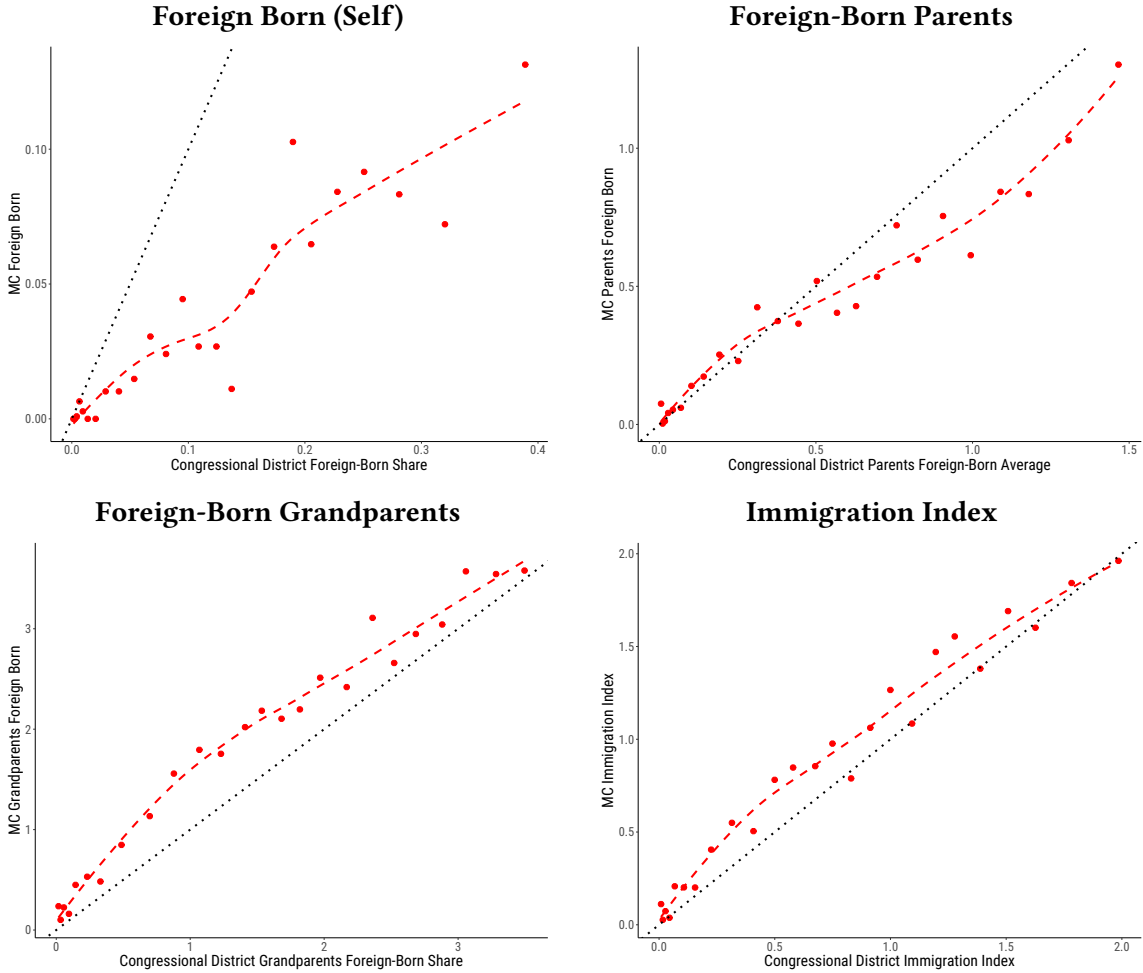 Foreign Born (Self)
MC Foreign Born
0.10
0.05
0.00
0.0 0.1 0.2 0.3 0.4
Congressional District Foreign-Born Share
Foreign-Born Parents
MC Parents Foreign Born
1.0
0.5
0.0
0.0 0.5 1.0 1.5
Congressional District Parents Foreign-Born Average
Foreign-Born Grandparents
MC Grandparents Foreign Born
3
2
1
0
0 1 2 3
Congressional District Grandparents Foreign-Born Share
Immigration Index
MC Immigration Index
2.0
1.5
1.0
0.5
0.0
0.0 0.5 1.0 1.5 2.0
Congressional District Immigration Index